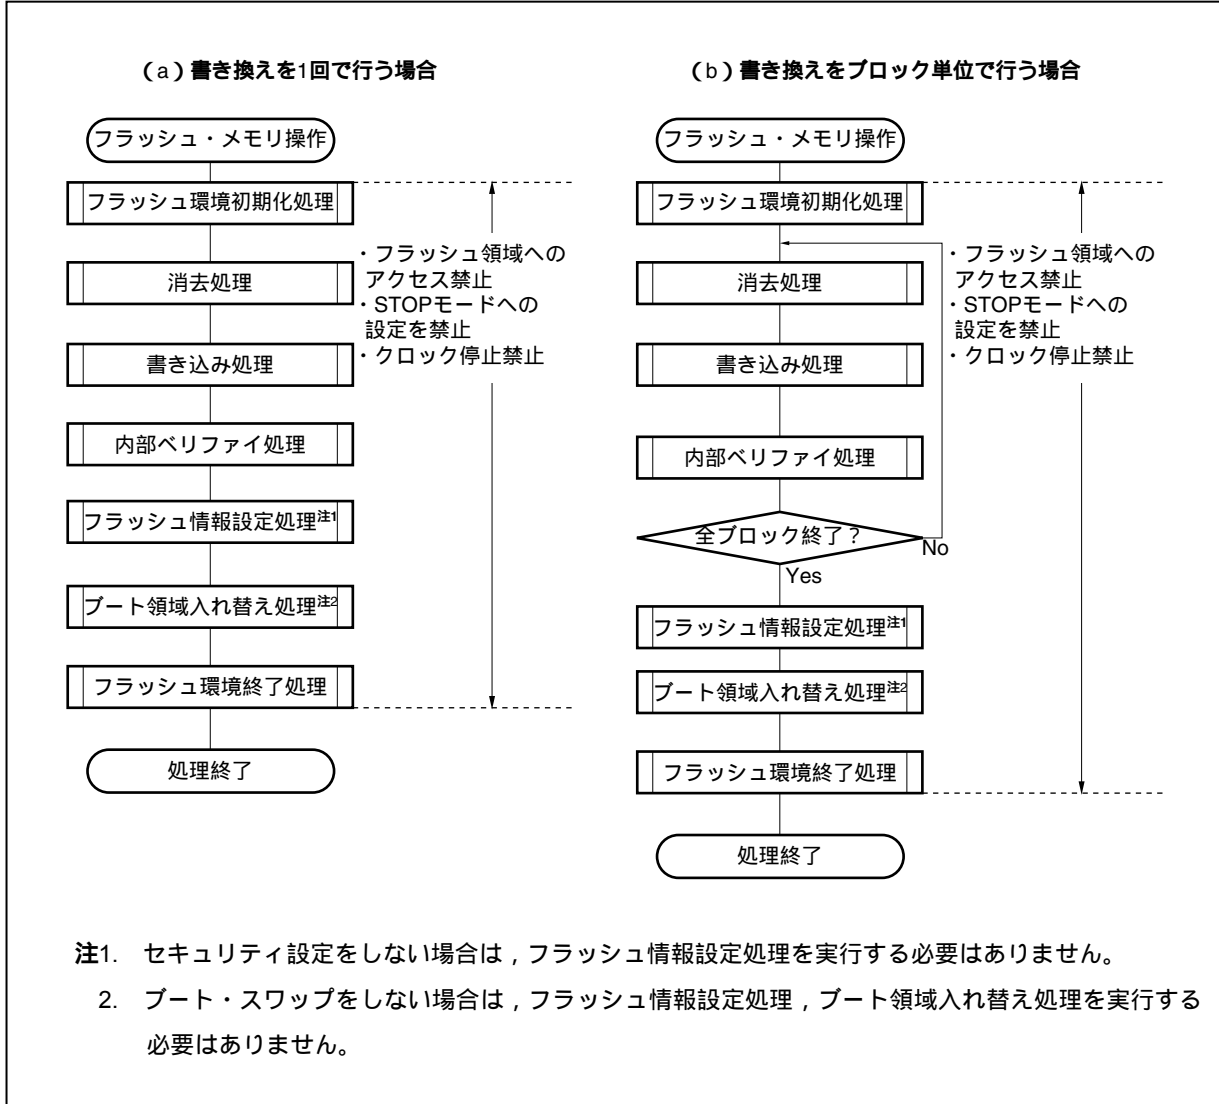 (a)書き換えを1回で行う場合
フラッシュ・メモリ操作
フラッシュ環境初期化処理
消去処理
書き込み処理
内部ベリファイ処理
フラッシュ情報設定処理注1
ブート領域入れ替え処理注2
フラッシュ環境終了処理
処理終了
・フラッシュ領域への
アクセス禁止
・STOPモードへの
設定を禁止
・クロック停止禁止
(b)書き換えをブロック単位で行う場合
フラッシュ・メモリ操作
フラッシュ環境初期化処理
消去処理
書き込み処理
内部ベリファイ処理
全ブロック終了?
No
Yes
フラッシュ情報設定処理注1
ブート領域入れ替え処理注2
フラッシュ環境終了処理
処理終了
・フラッシュ領域への
アクセス禁止
・STOPモードへの
設定を禁止
・クロック停止禁止
注1. セキュリティ設定をしない場合は,フラッシュ情報設定処理を実行する必要はありません。
2. ブート・スワップをしない場合は,フラッシュ情報設定処理,ブート領域入れ替え処理を実行する
必要はありません。